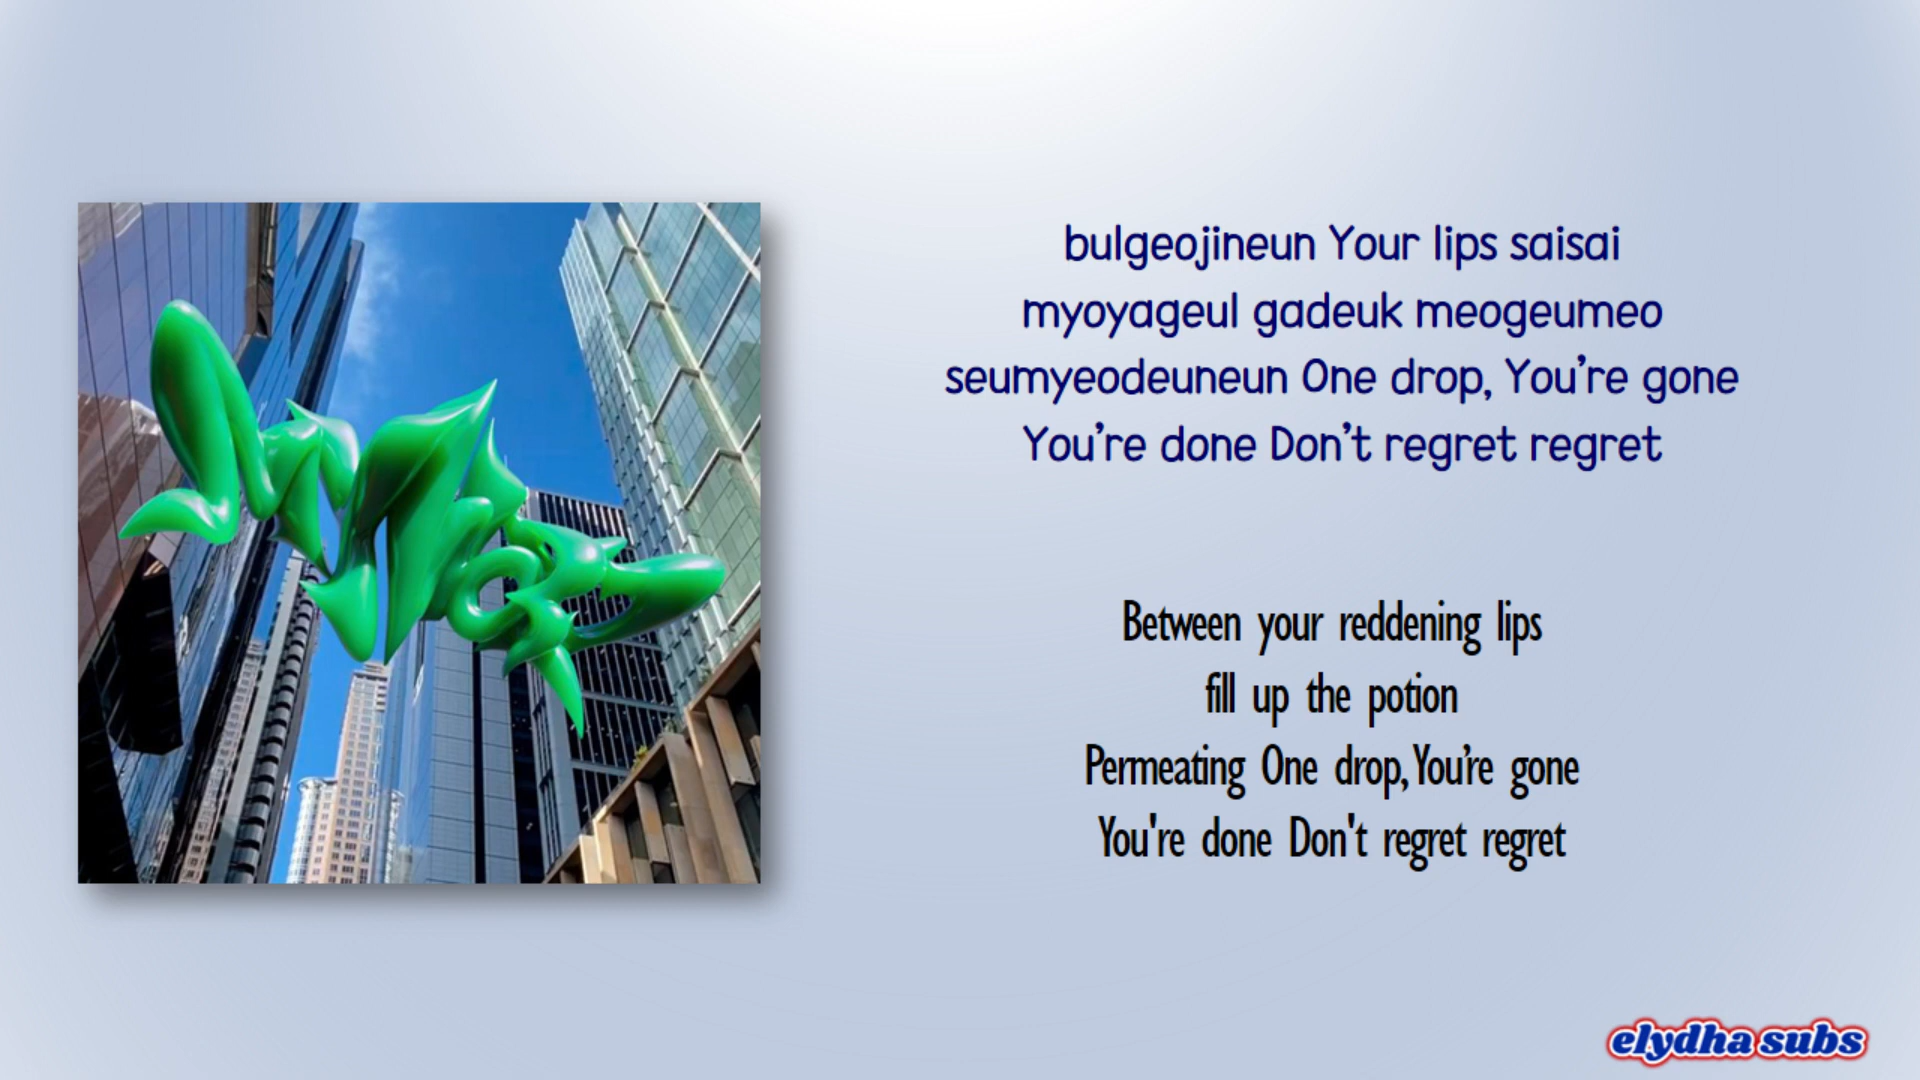 bulgeojineun Your lips saisai
myoyageul gadeuk meogeumeo
seumyeodeuneun One drop, You’re gone
You’re done Don’t regret regret
Between your reddening lips
fill up the potion
Permeating One drop,You’re gone
You're done Don't regret regret
elydha subs